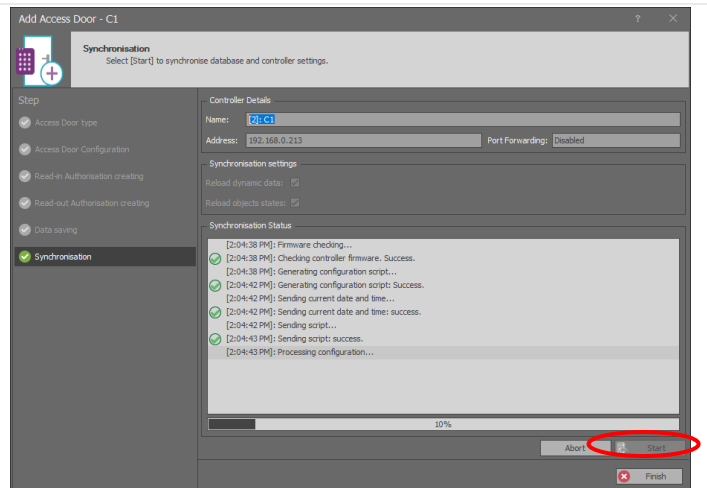 Add Access Door - C1
?
Synchronisation
Select [Start] to synchronise database and controller settings.
Step
Access Door type
Access Door Configuration
Read-in Authorisation creating
Read-out Authorisation creating
Data saving
Synchronisation
Controller Details
Name: [2]: C1
Address: 192.168.0.213 Port Forwarding: Disabled
Synchronisation settings
Reload dynamic data:
Reload objects states:
Synchronisation Status
[2:04:38 PM]: Firmware checking...
[2:04:38 PM]: Checking controller firmware. Success.
[2:04:38 PM]: Generating configuration script...
[2:04:42 PM]: Generating configuration script: Success.
[2:04:42 PM]: Sending current date and time...
[2:04:42 PM]: Sending current date and time: success.
[2:04:42 PM]: Sending script...
[2:04:43 PM]: Sending script: success.
[2:04:43 PM]: Processing configuration...
10%
Abort Start
Finish